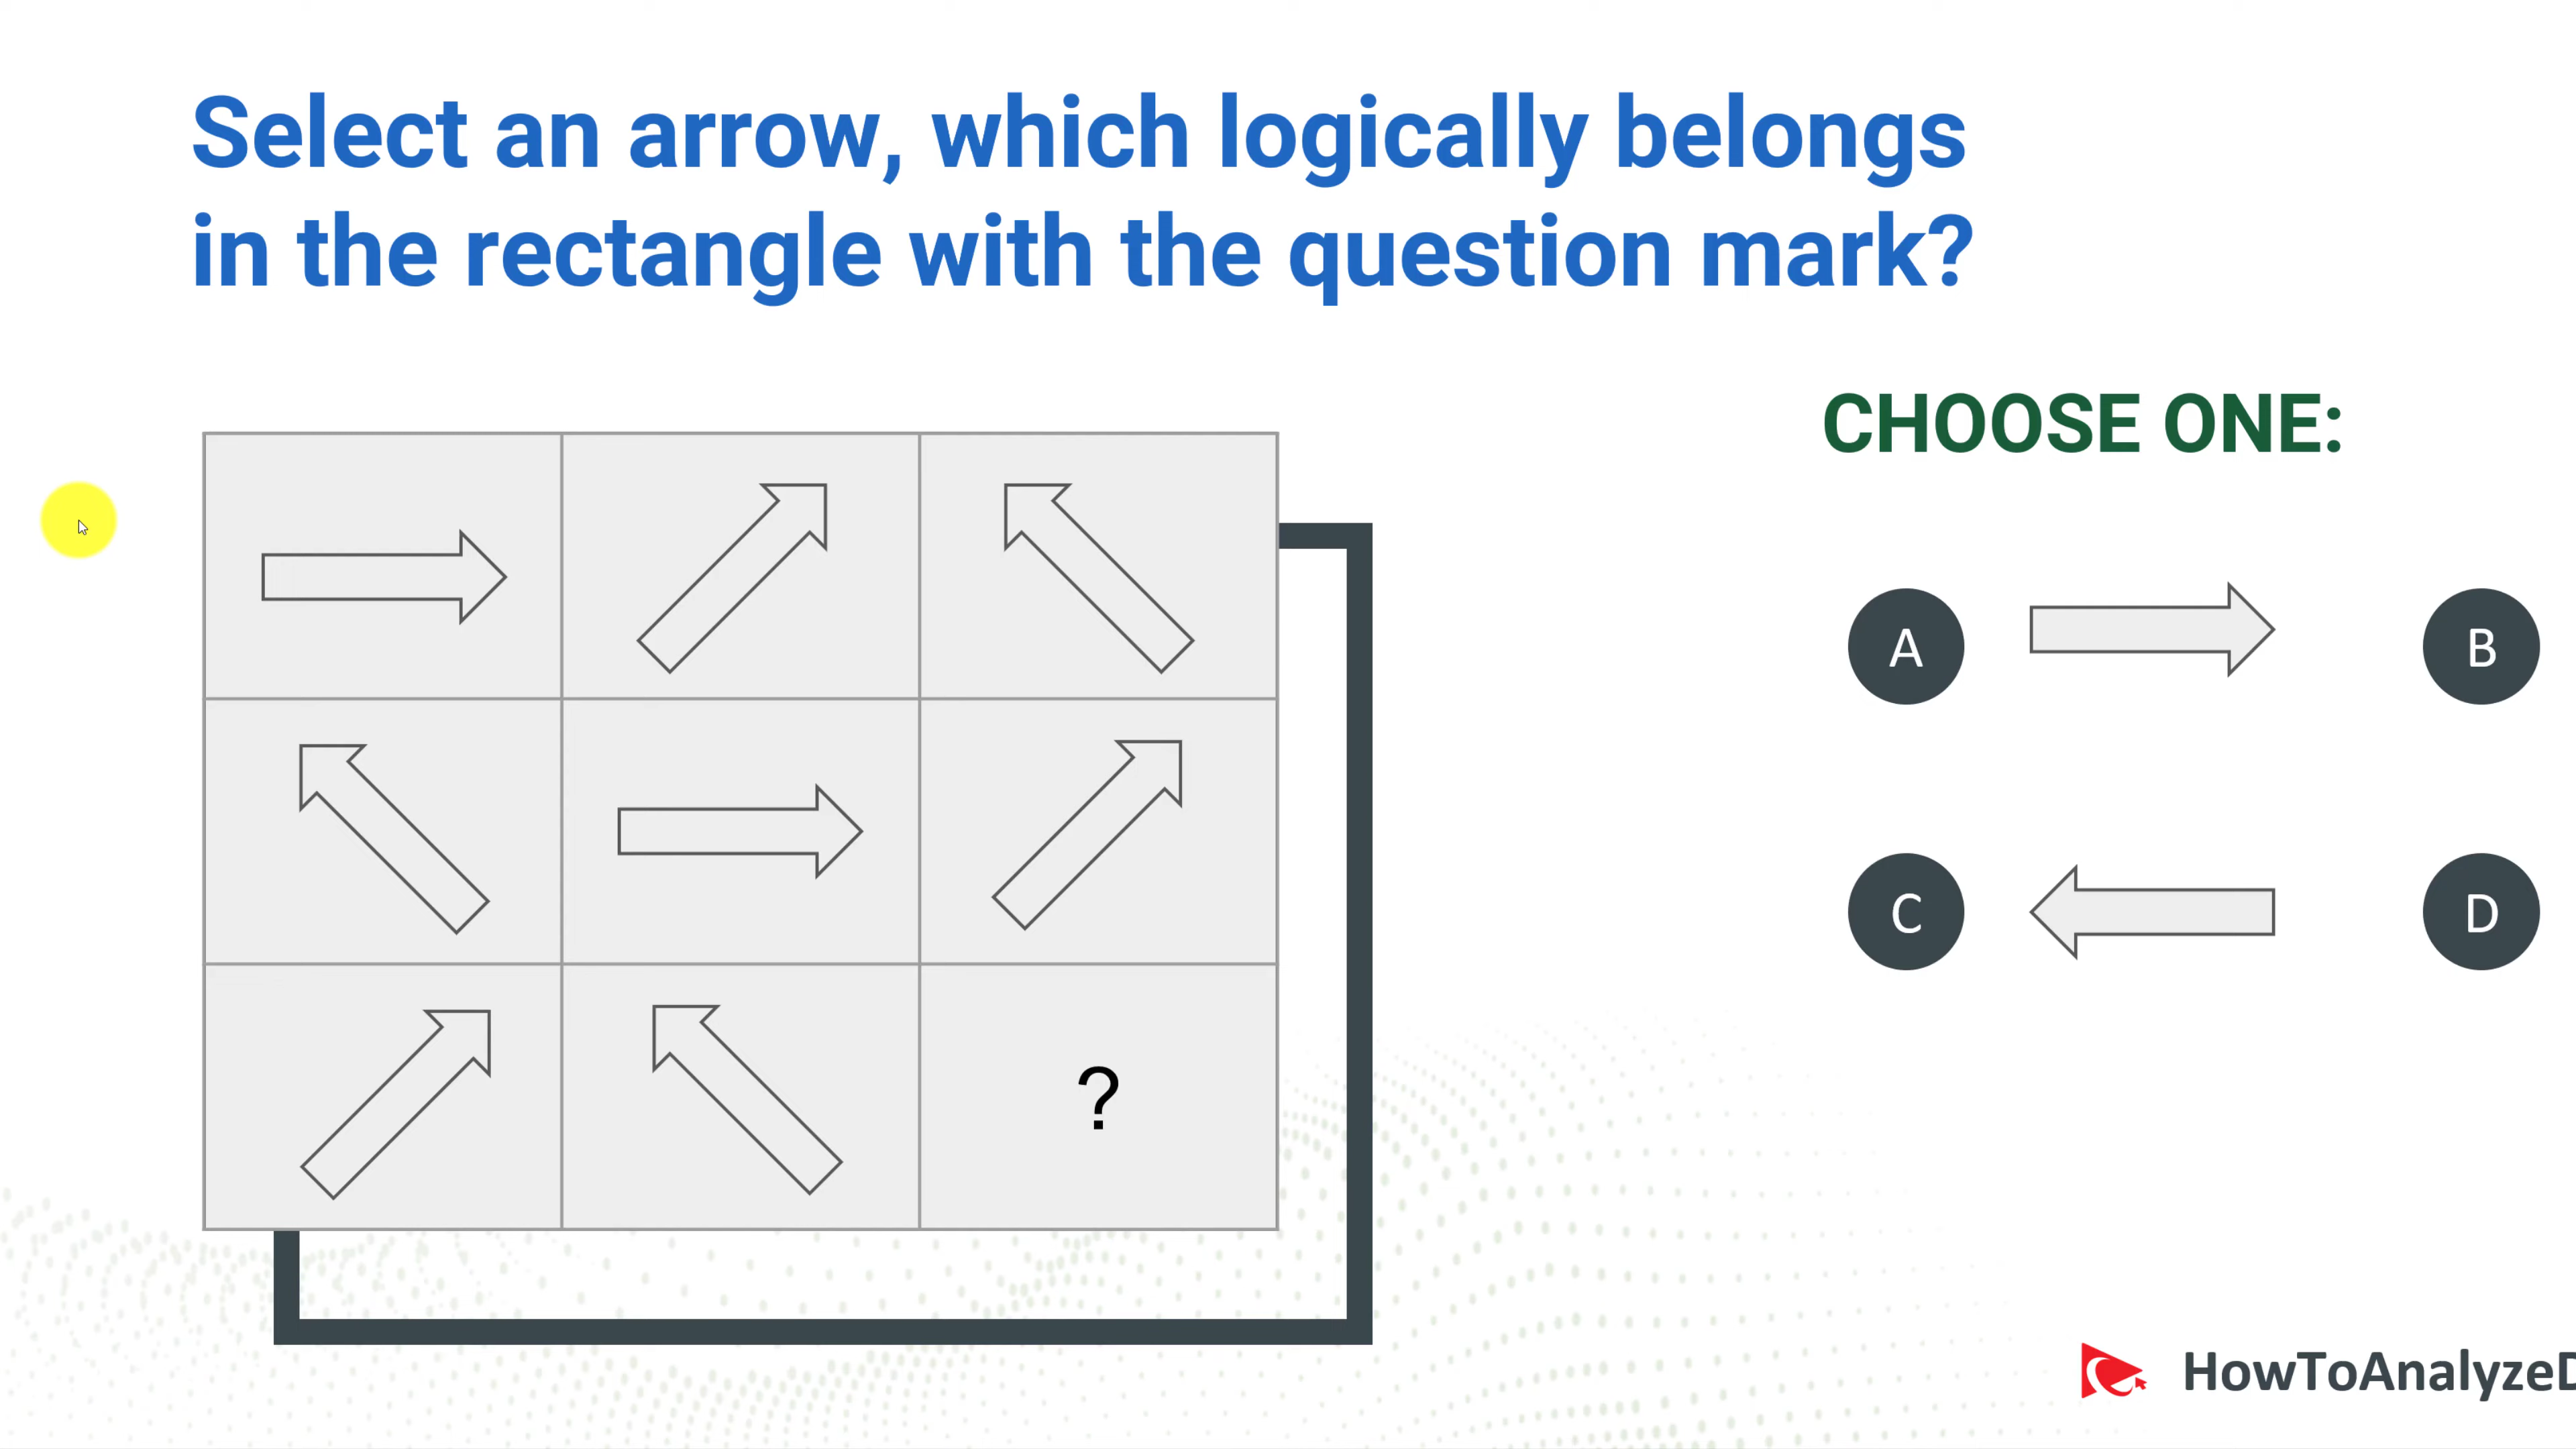 Select an arrow, which logically belongs
in the rectangle with the question mark?
CHOOSE ONE:
A
B
C
D
?
HowToAnalyzeD